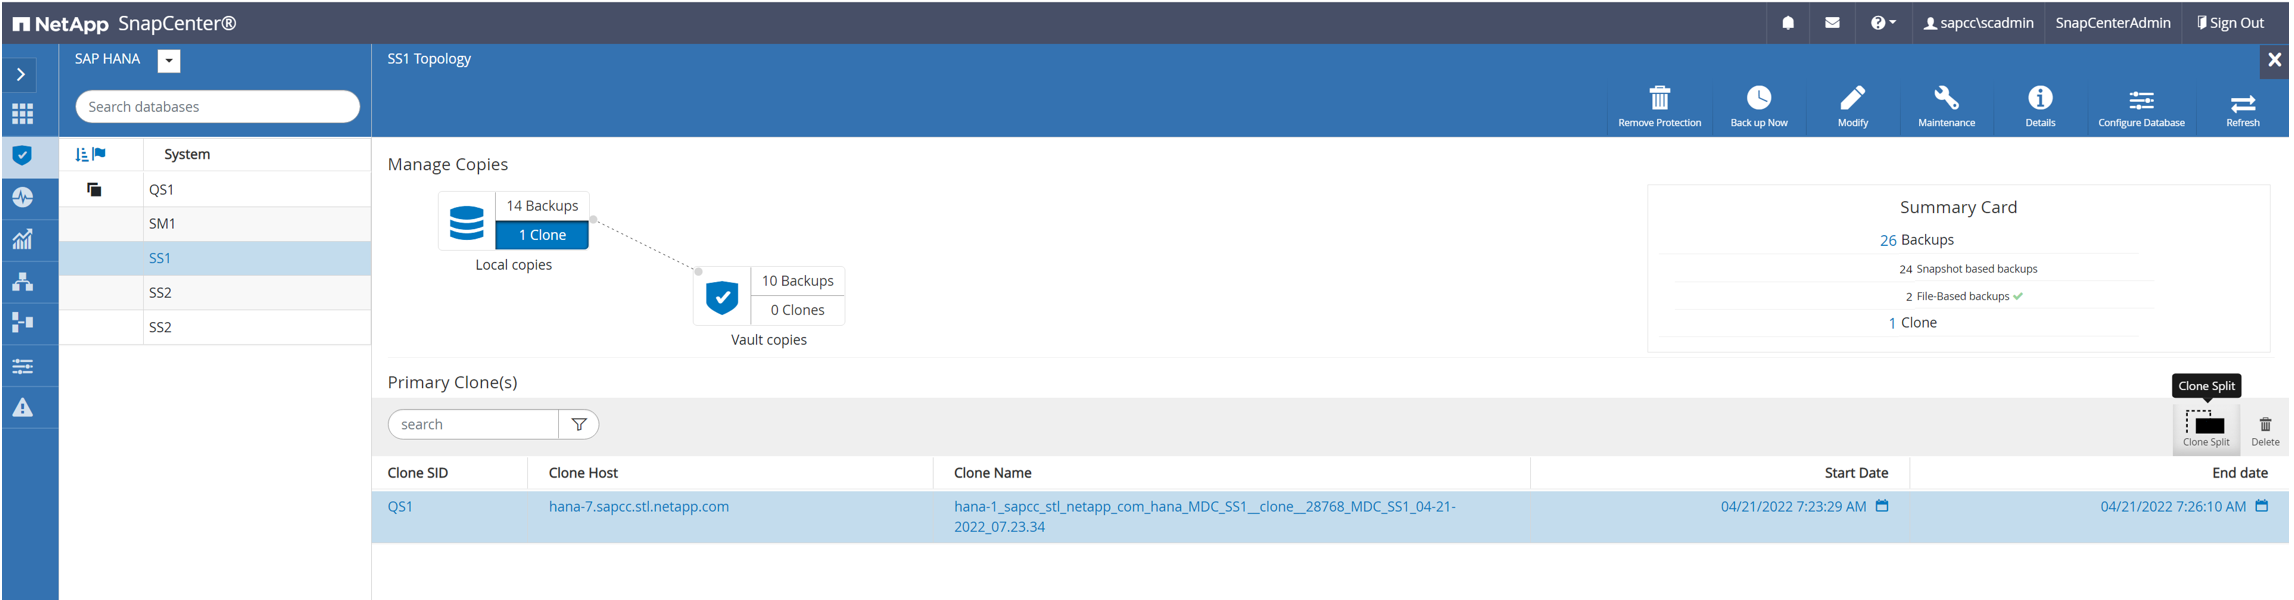 NetApp SnapCenter®
sapcc\scadmin
SnapCenterAdmin
Sign Out
SAP HANA
SS1 Topology
Search databases
Remove Protection
Back up Now
Modify
Maintenance
Details
Configure Database
Refresh
System
QS1
SM1
SS1
SS2
SS2
Manage Copies
14 Backups
1 Clone
Local copies
10 Backups
0 Clones
Vault copies
Summary Card
26 Backups
24 Snapshot based backups
2 File-Based backups
1 Clone
Primary Clone(s)
Clone Split
search
Clone Split
Delete
Clone SID
Clone Host
Clone Name
Start Date
End date
QS1
hana-7.sapcc.stl.netapp.com
hana-1_sapcc_stl_netapp_com_hana_MDC_SS1__clone__28768_MDC_SS1_04-21-
2022_07.23.34
04/21/2022 7:23:29 AM
04/21/2022 7:26:10 AM